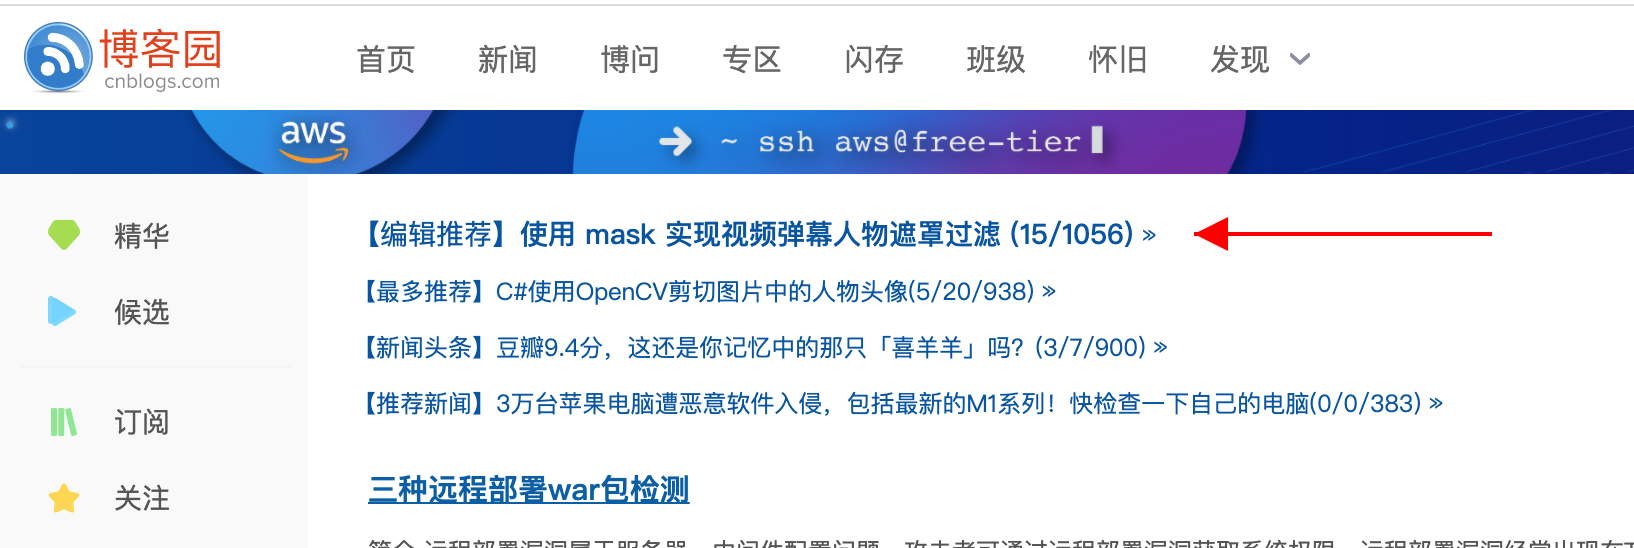 博客园
cnblogs.com
首页 新闻 博问 专区 闪存 班级 怀旧 发现
aws
~ ssh aws@free-tier
精华
候选
订阅
关注
【编辑推荐】使用 mask 实现视频弹幕人物遮罩过滤 (15/1056) »
【最多推荐】C#使用OpenCV剪切图片中的人物头像(5/20/938) »
【新闻头条】豆瓣9.4分，这还是你记忆中的那只「喜羊羊」吗？(3/7/900) »
【推荐新闻】3万台苹果电脑遭恶意软件入侵，包括最新的M1系列！快检查一下自己的电脑(0/0/383) »
三种远程部署war包检测